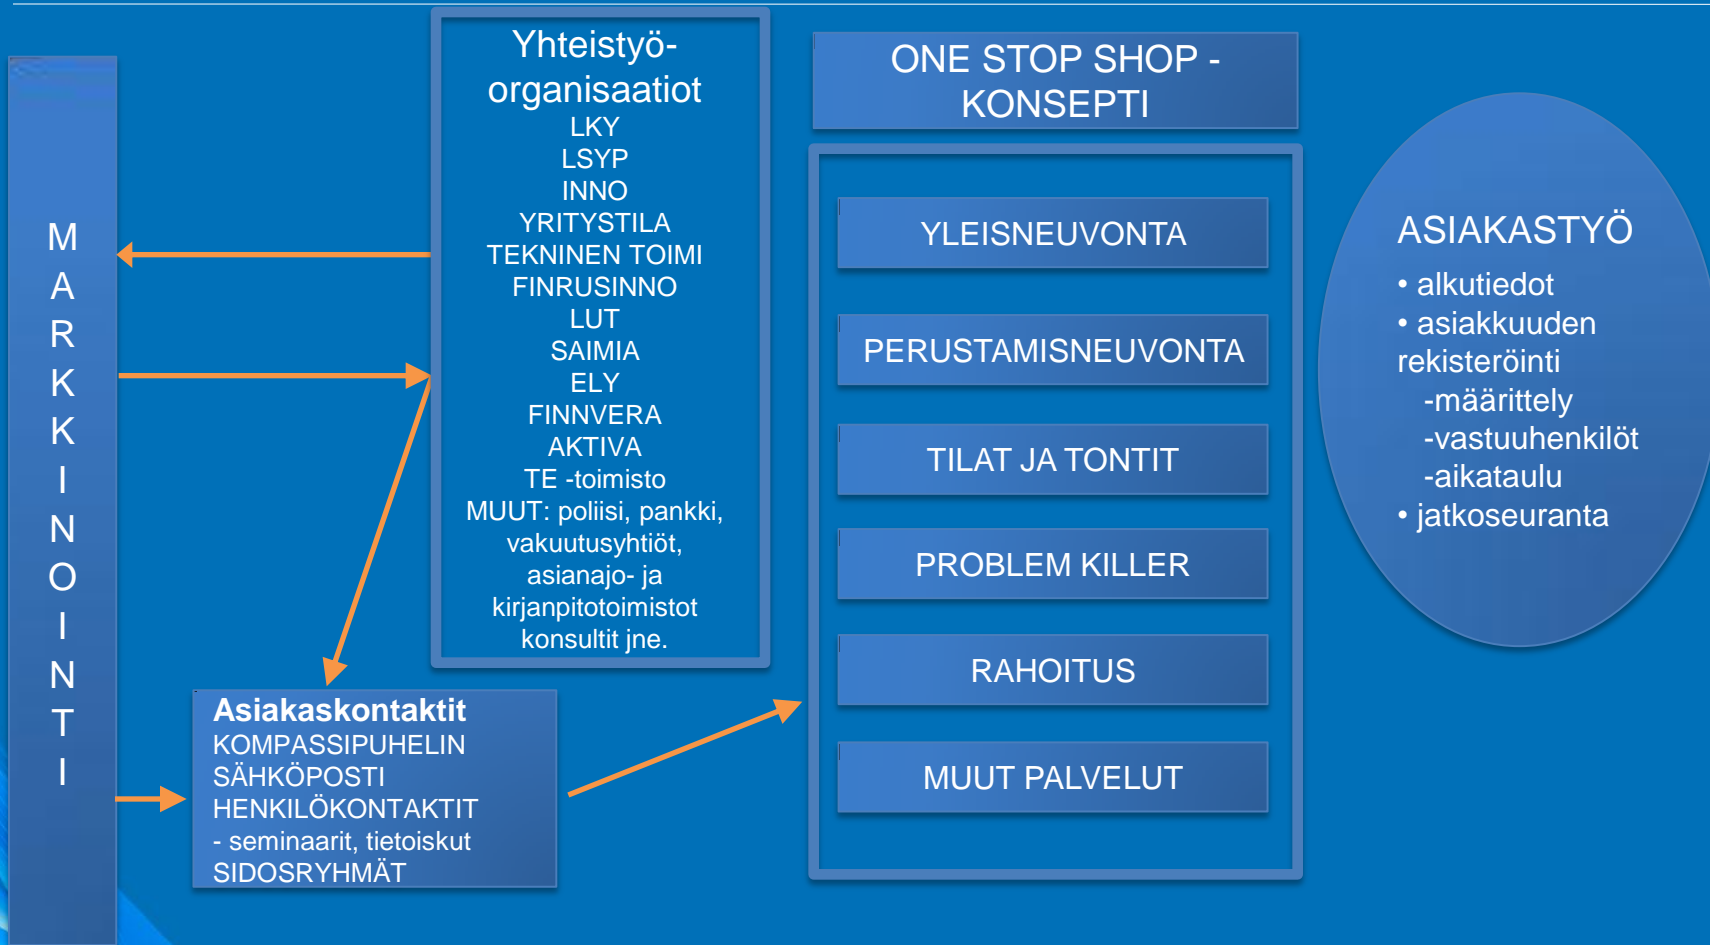 M
A
R
K
K
I
N
O
I
N
T
I
Yhteistyö-
organisaatiot
LKY
LSYP
INNO
YRITYSTILA
TEKNINEN TOIMI
FINRUSINNO
LUT
SAIMIA
ELY
FINNVERA
AKTIVA
TE -toimisto
MUUT: poliisi, pankki,
vakuutusyhtiöt,
asianajo- ja
kirjanpitotoimistot
konsultit jne.
Asiakaskontaktit
KOMPASSIPUHELIN
SÄHKÖPOSTI
HENKILÖKONTAKTIT
- seminaarit, tietoiskut
SIDOSRYHMÄT
ONE STOP SHOP -
KONSEPTI
YLEISNEUVONTA
PERUSTAMISNEUVONTA
TILAT JA TONTIT
PROBLEM KILLER
RAHOITUS
MUUT PALVELUT
ASIAKASTYÖ
• alkutiedot
• asiakkuuden
rekisteröinti
-määrittely
-vastuuhenkilöt
-aikataulu
• jatkoseuranta